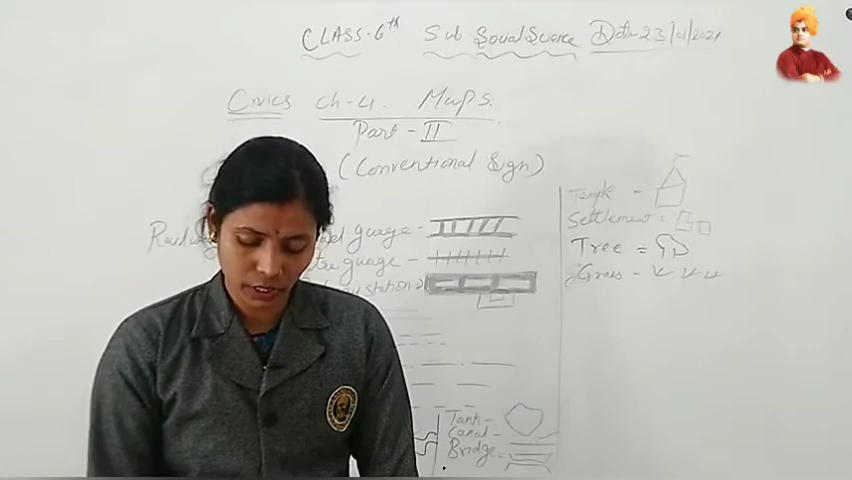 CLASS-6th Sub Social Science Date 23/01/2021
Civics Ch-4. Maps.
Part - II
(Conventional Sign)
guage -
guage -
station
Temple -
Settlement =
Tree =
Grass -
Tank -
Canal -
Bridge =